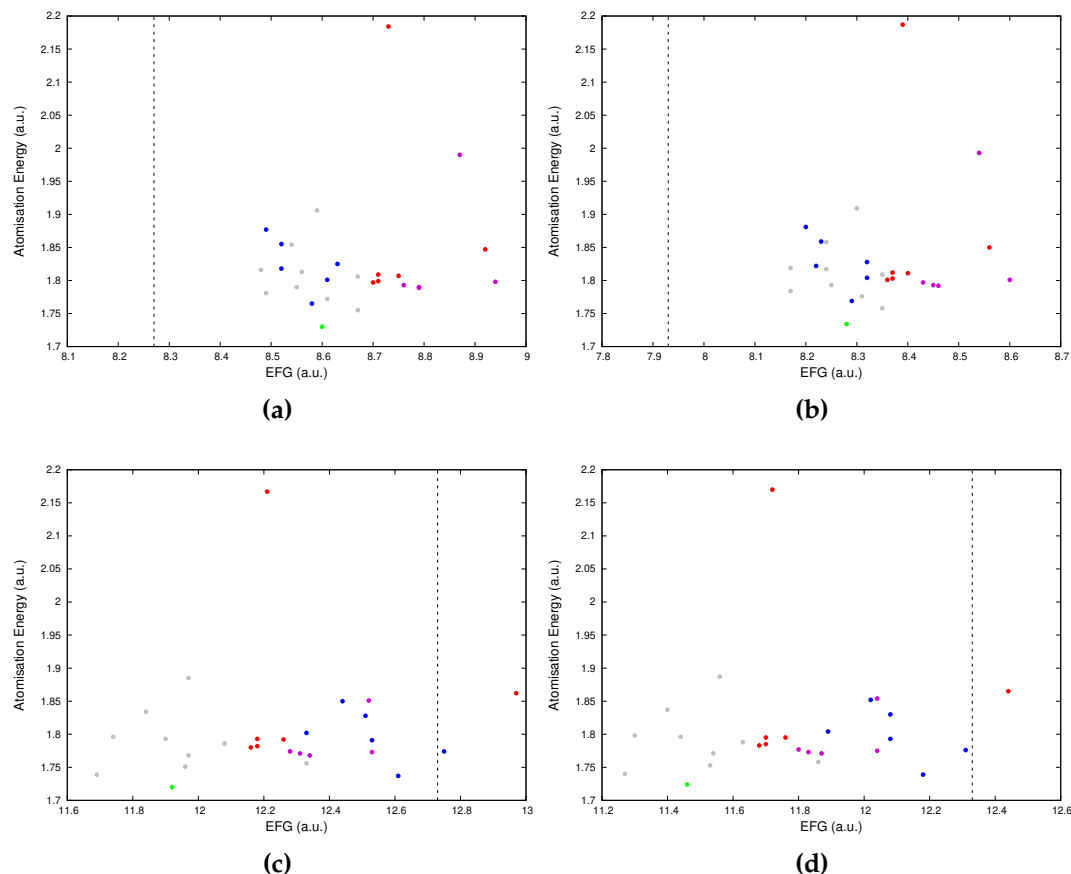 2.2
2.15
2.1
2.05
2
1.95
1.9
1.85
1.8
1.75
1.7
Atomisation Energy (a.u.)
8.1 8.2 8.3 8.4 8.5 8.6 8.7 8.8 8.9 9
EFG (a.u.)
(a)
2.2
2.15
2.1
2.05
2
1.95
1.9
1.85
1.8
1.75
1.7
Atomisation Energy (a.u.)
7.8 7.9 8 8.1 8.2 8.3 8.4 8.5 8.6 8.7
EFG (a.u.)
(b)
2.2
2.15
2.1
2.05
2
1.95
1.9
1.85
1.8
1.75
1.7
Atomisation Energy (a.u.)
11.6 11.8 12 12.2 12.4 12.6 12.8 13
EFG (a.u.)
(c)
2.2
2.15
2.1
2.05
2
1.95
1.9
1.85
1.8
1.75
1.7
Atomisation Energy (a.u.)
11.2 11.4 11.6 11.8 12 12.2 12.4 12.6
EFG (a.u.)
(d)